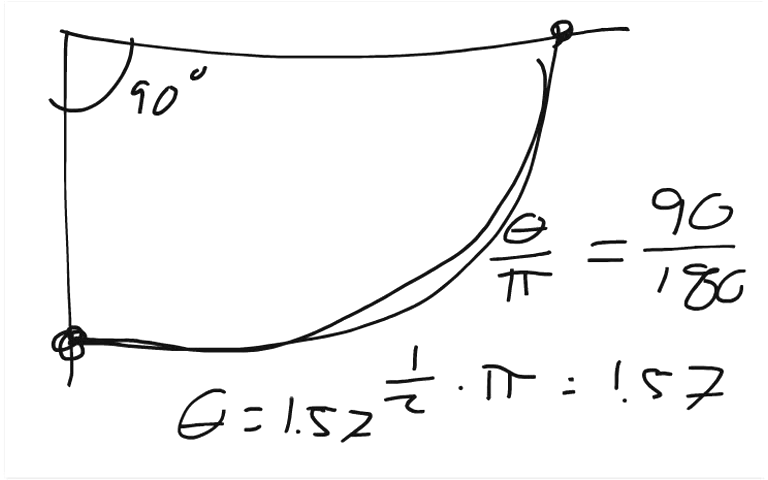 90°
θ/π = 90/180
1/2 · π = 1.57
θ = 1.57